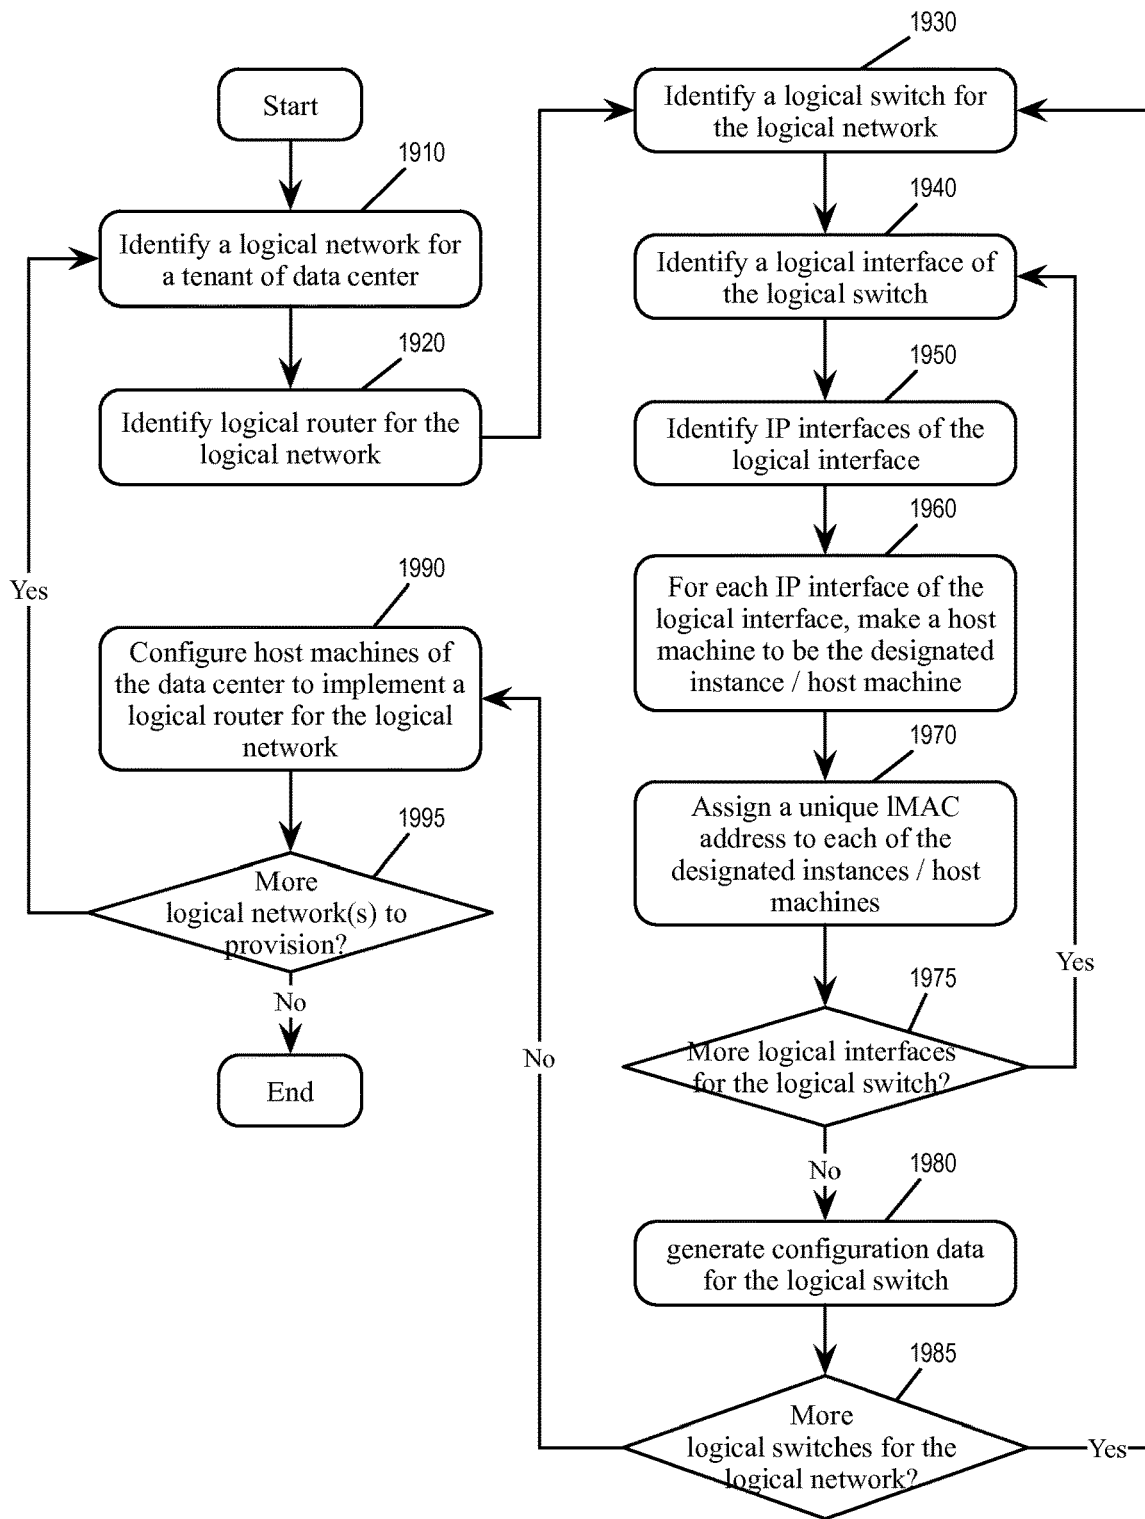 Start
1910
Identify a logical network for
a tenant of data center
1920
Identify logical router for the
logical network
1930
Identify a logical switch for
the logical network
1940
Identify a logical interface of
the logical switch
1950
Identify IP interfaces of the
logical interface
1960
For each IP interface of the
logical interface, make a host
machine to be the designated
instance / host machine
1970
Assign a unique lMAC
address to each of the
designated instances / host
machines
1975
More logical interfaces
for the logical switch?
Yes
No
1980
generate configuration data
for the logical switch
1985
More
logical switches for the
logical network?
Yes
No
1990
Configure host machines of
the data center to implement a
logical router for the logical
network
1995
More
logical network(s) to
provision?
Yes
No
End